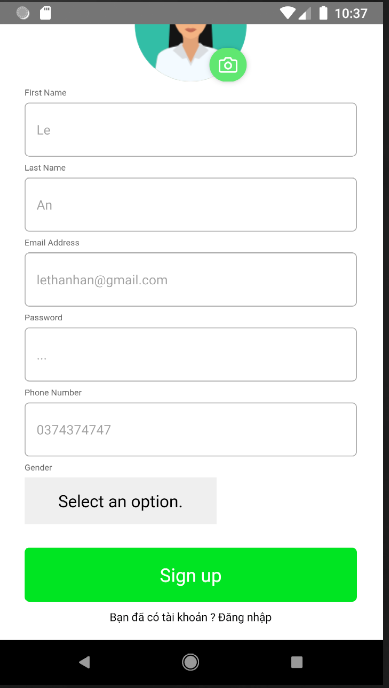 10:37
First Name
Le
Last Name
An
Email Address
lethanhan@gmail.com
Password
...
Phone Number
0374374747
Gender
Select an option.
Sign up
Bạn đã có tài khoản ? Đăng nhập